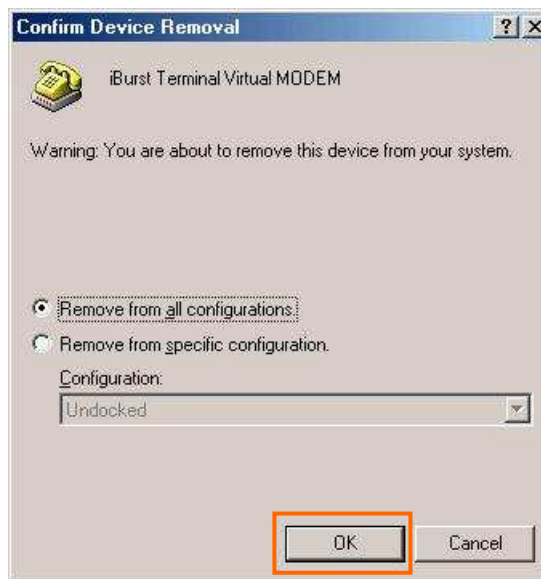 Confirm Device Removal
iBurst Terminal Virtual MODEM
Warning: You are about to remove this device from your system.
Remove from all configurations.
Remove from specific configuration.
Configuration:
Undocked
OK Cancel